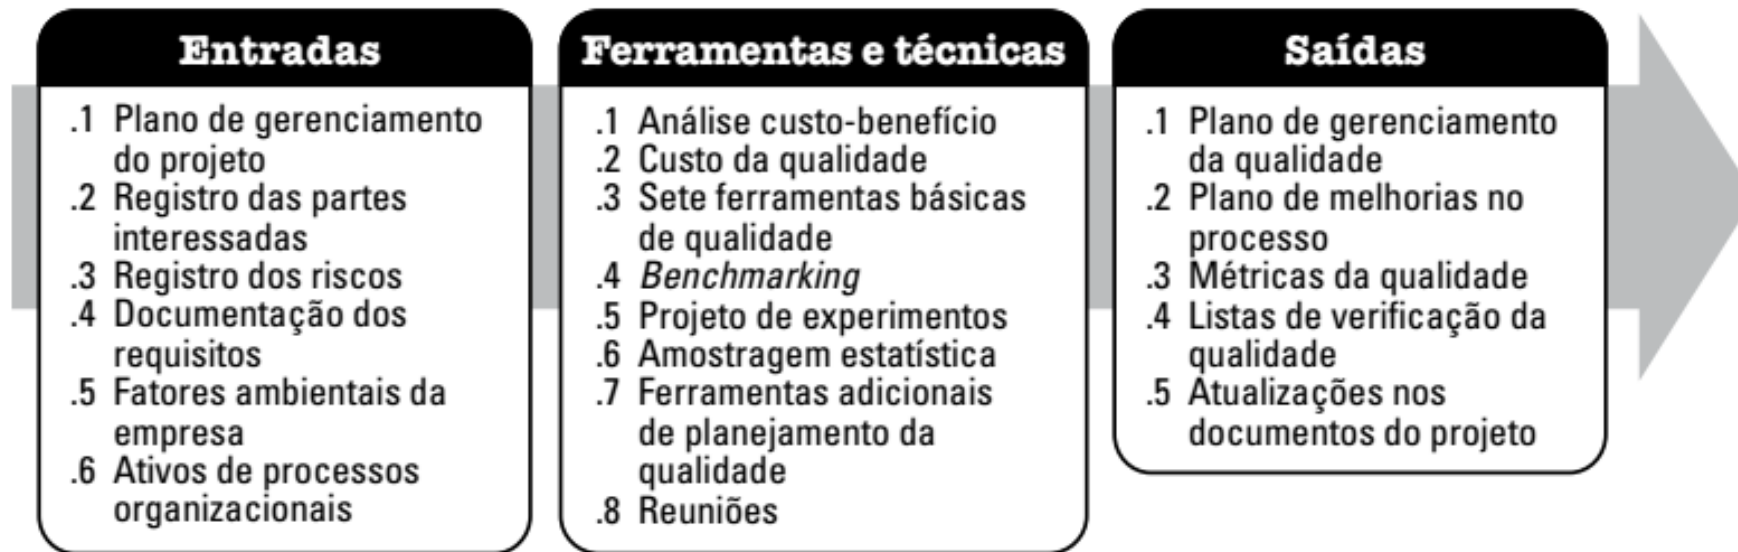 Entradas
.1 Plano de gerenciamento
do projeto
.2 Registro das partes
interessadas
.3 Registro dos riscos
.4 Documentação dos
requisitos
.5 Fatores ambientais da
empresa
.6 Ativos de processos
organizacionais
Ferramentas e técnicas
.1 Análise custo-benefício
.2 Custo da qualidade
.3 Sete ferramentas básicas
de qualidade
.4 Benchmarking
.5 Projeto de experimentos
.6 Amostragem estatística
.7 Ferramentas adicionais
de planejamento da
qualidade
.8 Reuniões
Saídas
.1 Plano de gerenciamento
da qualidade
.2 Plano de melhorias no
processo
.3 Métricas da qualidade
.4 Listas de verificação da
qualidade
.5 Atualizações nos
documentos do projeto